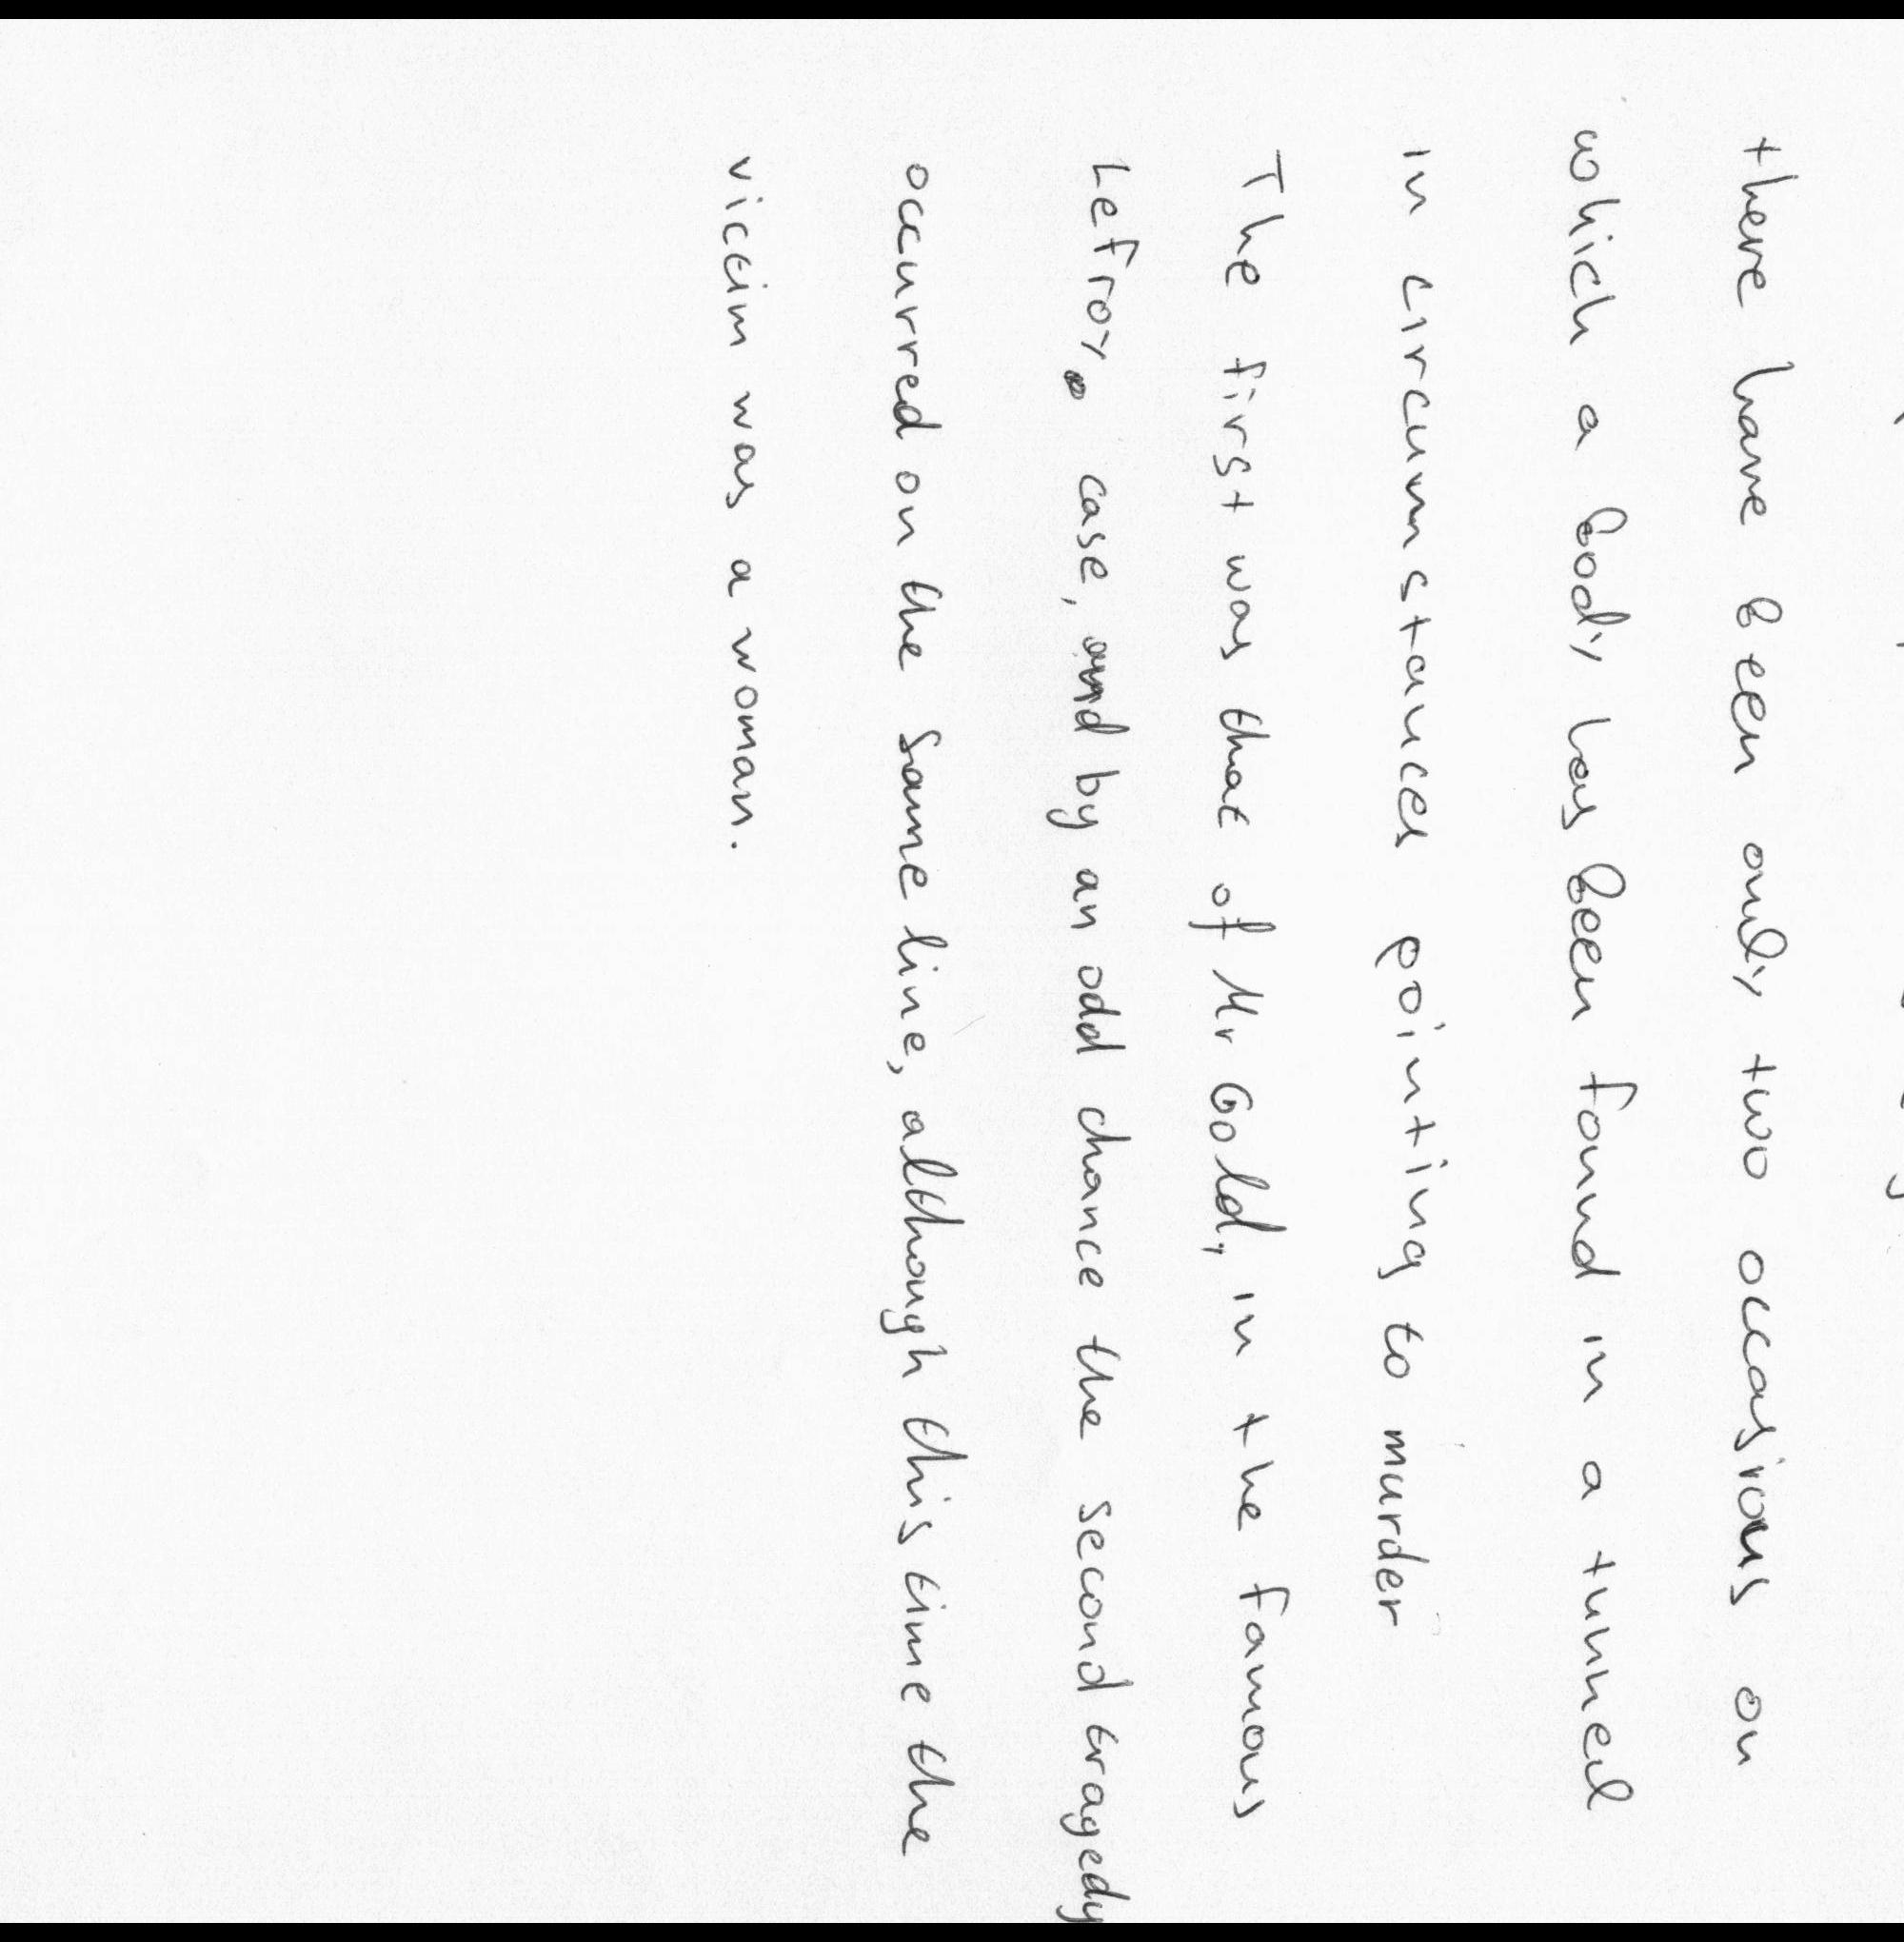 there have been only two occasions on
which a body has been found in a tunnel
in circumstances pointing to murder
The first was that of Mr Gold, in the famous
Lefroy case, and by an odd chance the second tragedy
occurred on the same line, although this time the
victim was a woman.